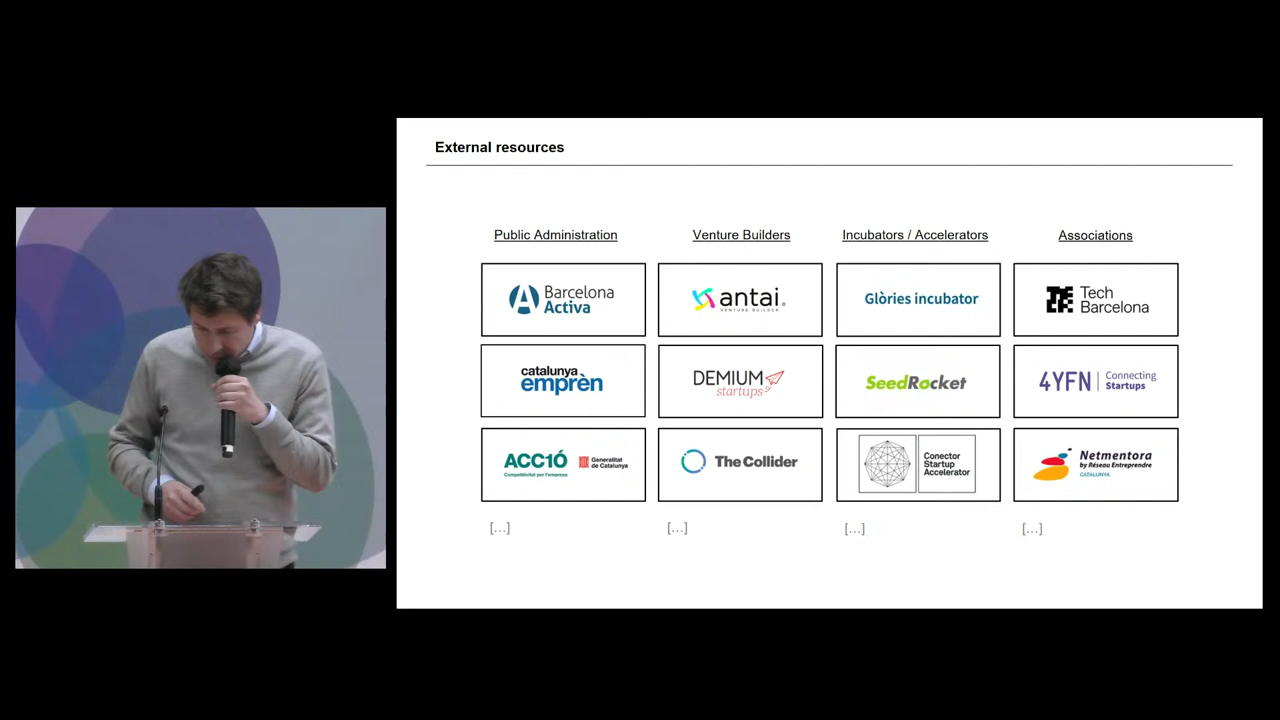 External resources
Public Administration
Venture Builders
Incubators / Accelerators
Associations
Barcelona
Activa
antai
VENTURE BUILDER
Glòries incubator
Tech
Barcelona
catalunya
emprèn
DEMIUM
startups
SeedRocket
4YFN
Connecting
Startups
ACCIÓ
Competitivitat per l'empresa
Generalitat
de Catalunya
The Collider
Conector
Startup
Accelerator
Netmentora
by Réseau Entreprendre
CATALUNYA
[...]
[...]
[...]
[...]